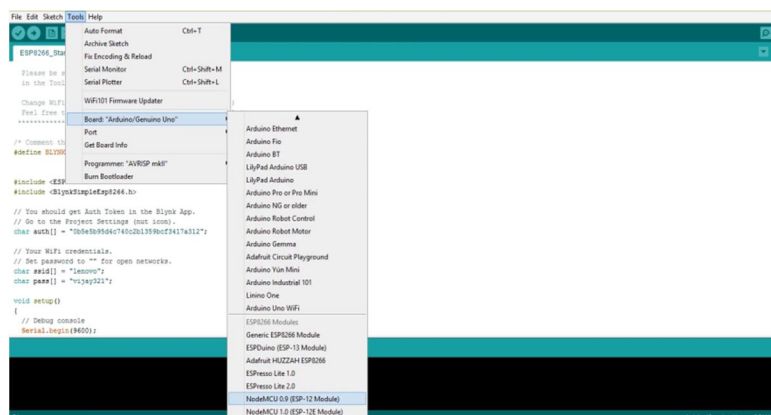 File Edit Sketch Tools Help
Auto Format Ctrl+T
Archive Sketch
Fix Encoding & Reload
Serial Monitor Ctrl+Shift+M
Serial Plotter Ctrl+Shift+L
WiFi101 Firmware Updater
Board: "Arduino/Genuino Uno"
Port
Get Board Info
Programmer: "AVRISP mkII"
Burn Bootloader
Arduino Ethernet
Arduino Fio
Arduino BT
LilyPad Arduino USB
LilyPad Arduino
Arduino Pro or Pro Mini
Arduino NG or older
Arduino Robot Control
Arduino Robot Motor
Arduino Gemma
Adafruit Circuit Playground
Arduino Yún Mini
Arduino Industrial 101
Linino One
Arduino Uno WiFi
ESP8266 Modules
Generic ESP8266 Module
ESPDuino (ESP-13 Module)
Adafruit HUZZAH ESP8266
ESPresso Lite 1.0
ESPresso Lite 2.0
NodeMCU 0.9 (ESP-12 Module)
NodeMCU 1.0 (ESP-12E Module)
ESP8266_Sta
Please be s
in the Tool
Change WiFi
Feel free t
/* Comment th
#define BLYNK
#include <ESP
#include <BlynkSimpleEsp8266.h>
// You should get Auth Token in the Blynk App.
// Go to the Project Settings (nut icon).
// Your WiFi credentials.
// Set password to "" for open networks.
char ssid[] = "lenovo";
char pass[] = "vijay321";
void setup()
{
// Debug console
Serial.begin(9600);